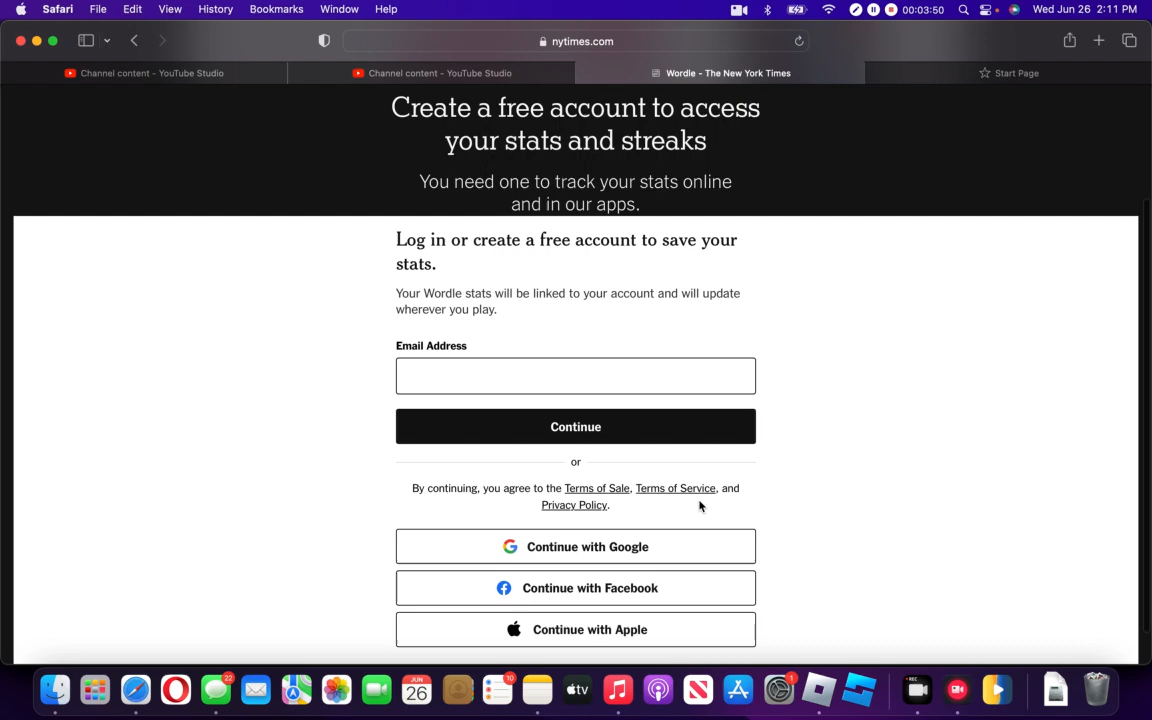 Safari File Edit View History Bookmarks Window Help 00:03:50 Wed Jun 26 2:11 PM
nytimes.com
Channel content - YouTube Studio Channel content - YouTube Studio Wordle - The New York Times Start Page
Create a free account to access
your stats and streaks
You need one to track your stats online
and in our apps.
Log in or create a free account to save your
stats.
Your Wordle stats will be linked to your account and will update
wherever you play.
Email Address
Continue
or
By continuing, you agree to the Terms of Sale, Terms of Service, and
Privacy Policy.
Continue with Google
Continue with Facebook
Continue with Apple
22 JUN 26 10 tv 1 REC